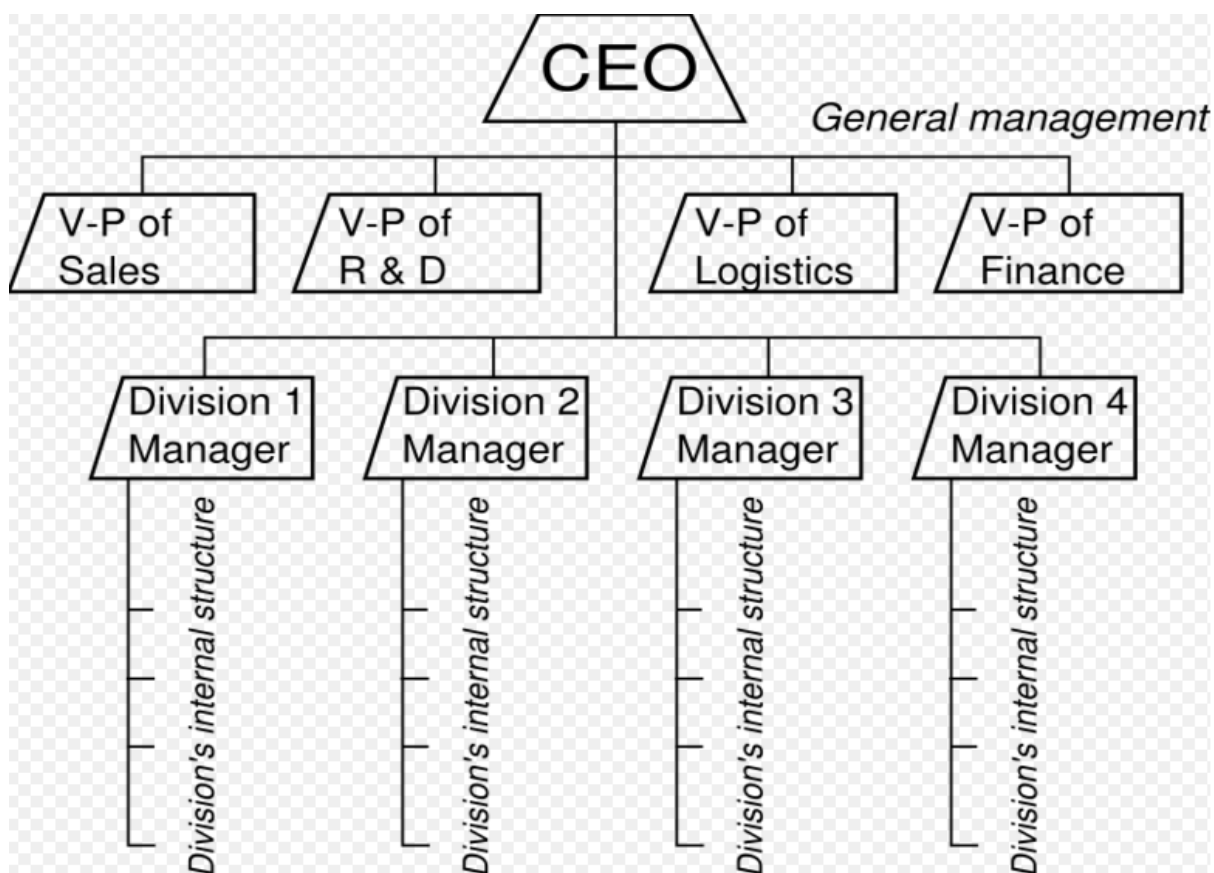 CEO
General management
V-P of
Sales
V-P of
R & D
V-P of
Logistics
V-P of
Finance
Division 1
Manager
Division 2
Manager
Division 3
Manager
Division 4
Manager
Division's internal structure
Division's internal structure
Division's internal structure
Division's internal structure